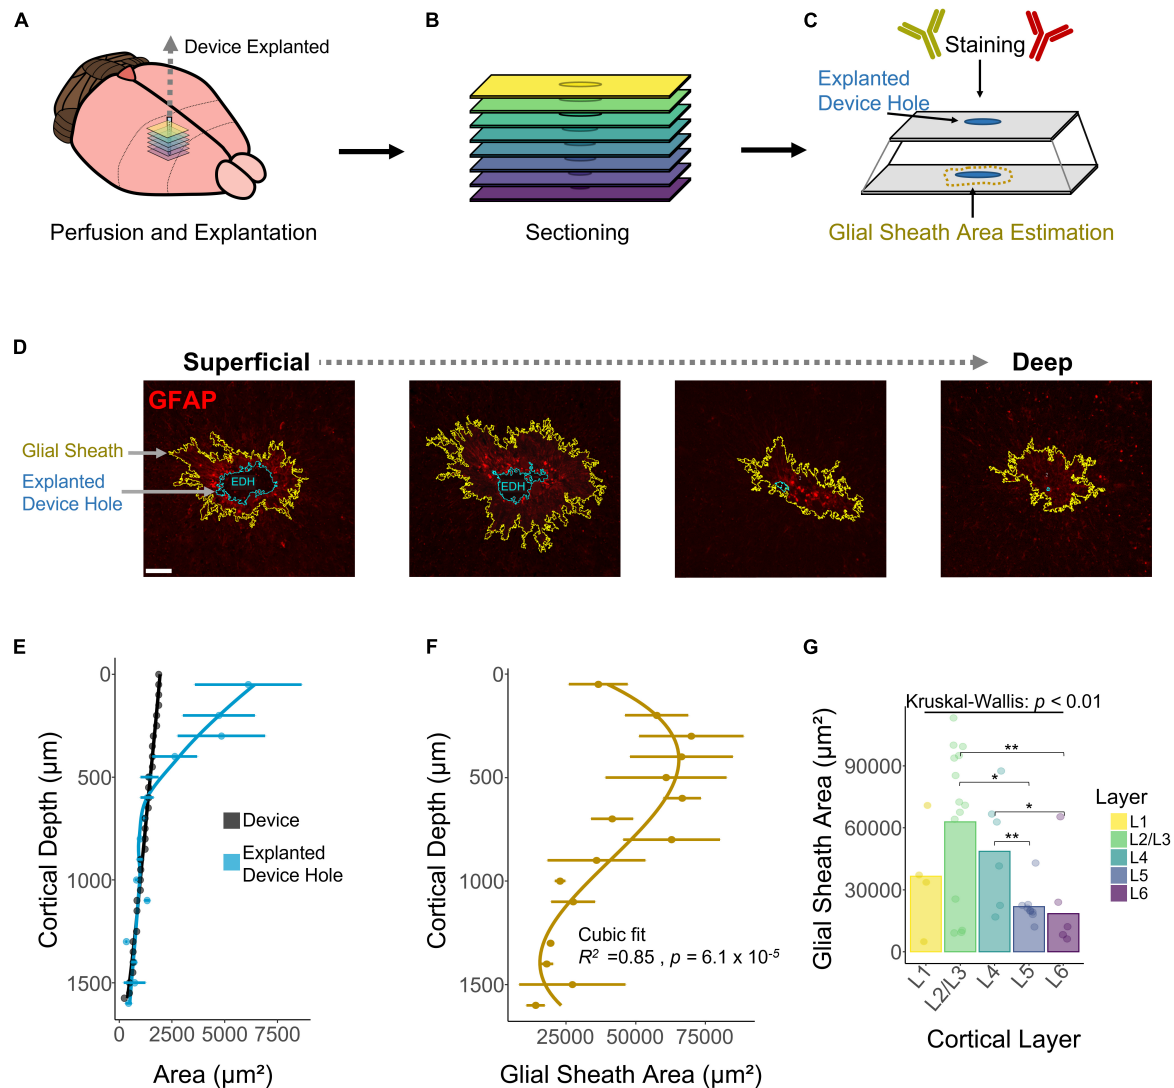 A
B
C
Device Explanted
Staining
Explanted
Device Hole
Perfusion and Explantation
Sectioning
Glial Sheath Area Estimation
D
Superficial
Deep
GFAP
Glial Sheath
Explanted
Device Hole
EDH
EDH
E
F
G
0
500
1000
1500
Cortical Depth (µm)
Device
Explanted
Device Hole
0
2500
5000
7500
Area (µm²)
0
500
1000
1500
Cortical Depth (µm)
Cubic fit
R² =0.85 , p = 6.1 x 10⁻⁵
25000
50000
75000
Glial Sheath Area (µm²)
Kruskal-Wallis: p < 0.01
**
*
*
**
90000
60000
30000
0
Glial Sheath Area (µm²)
L1
L2/L3
L4
L5
L6
Cortical Layer
Layer
L1
L2/L3
L4
L5
L6